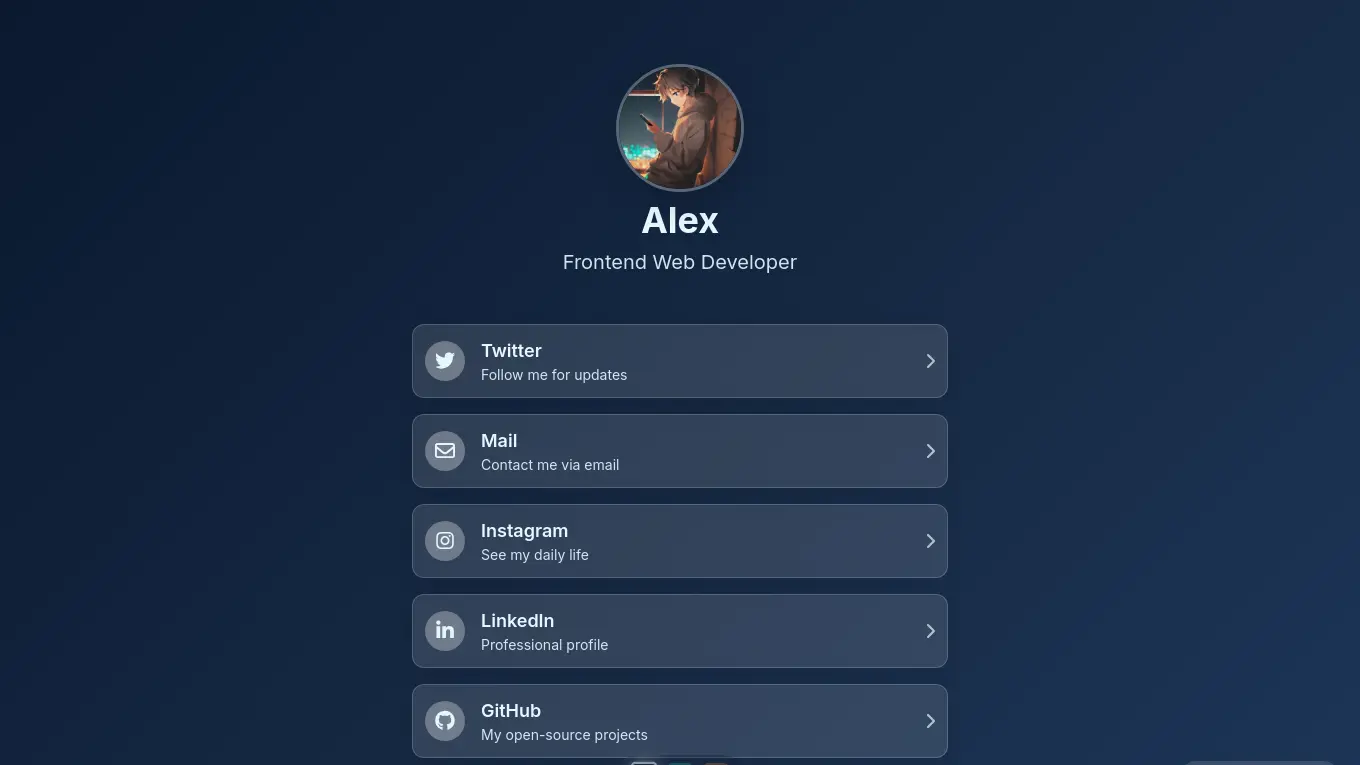 Alex
Frontend Web Developer
Twitter
Follow me for updates
Mail
Contact me via email
Instagram
See my daily life
LinkedIn
Professional profile
GitHub
My open-source projects